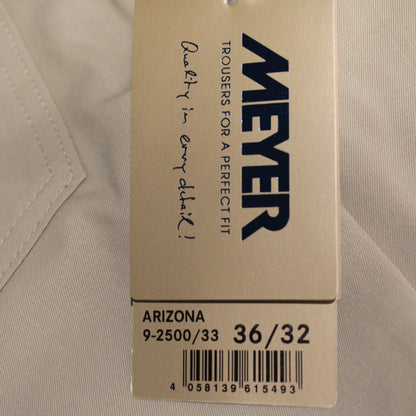 MEYER
TROUSERS FOR A PERFECT FIT
Quality in every detail!
ARIZONA
9-2500/33 36/32
4 058139 615493